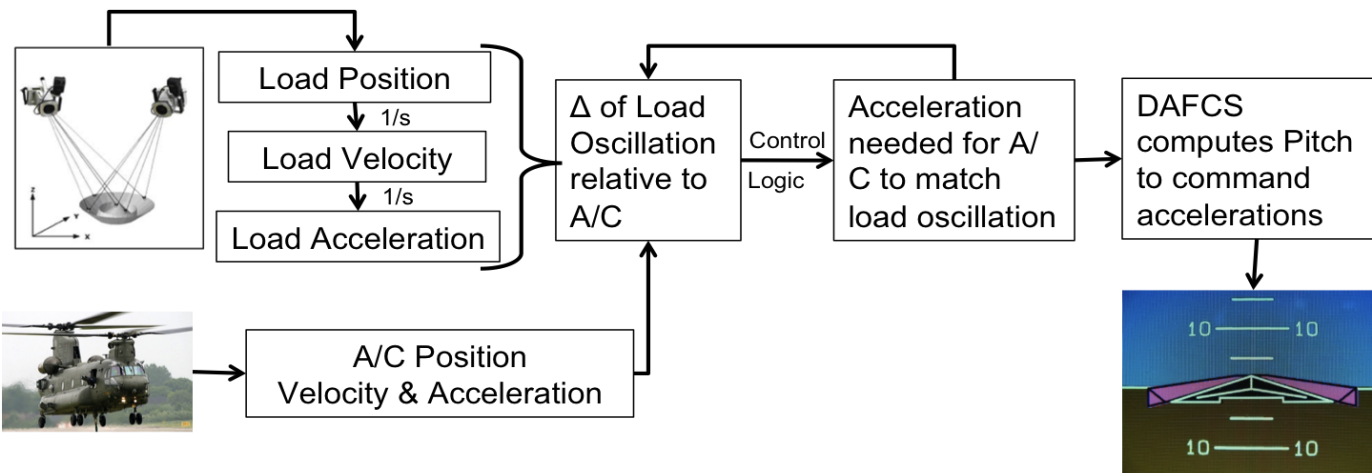 Load Position
1/s
Load Velocity
1/s
Load Acceleration
Z
Y
X
Δ of Load
Oscillation
relative to
A/C
Control
Logic
Acceleration
needed for A/
C to match
load oscillation
DAFCS
computes Pitch
to command
accelerations
A/C Position
Velocity & Acceleration
10 10
10 10